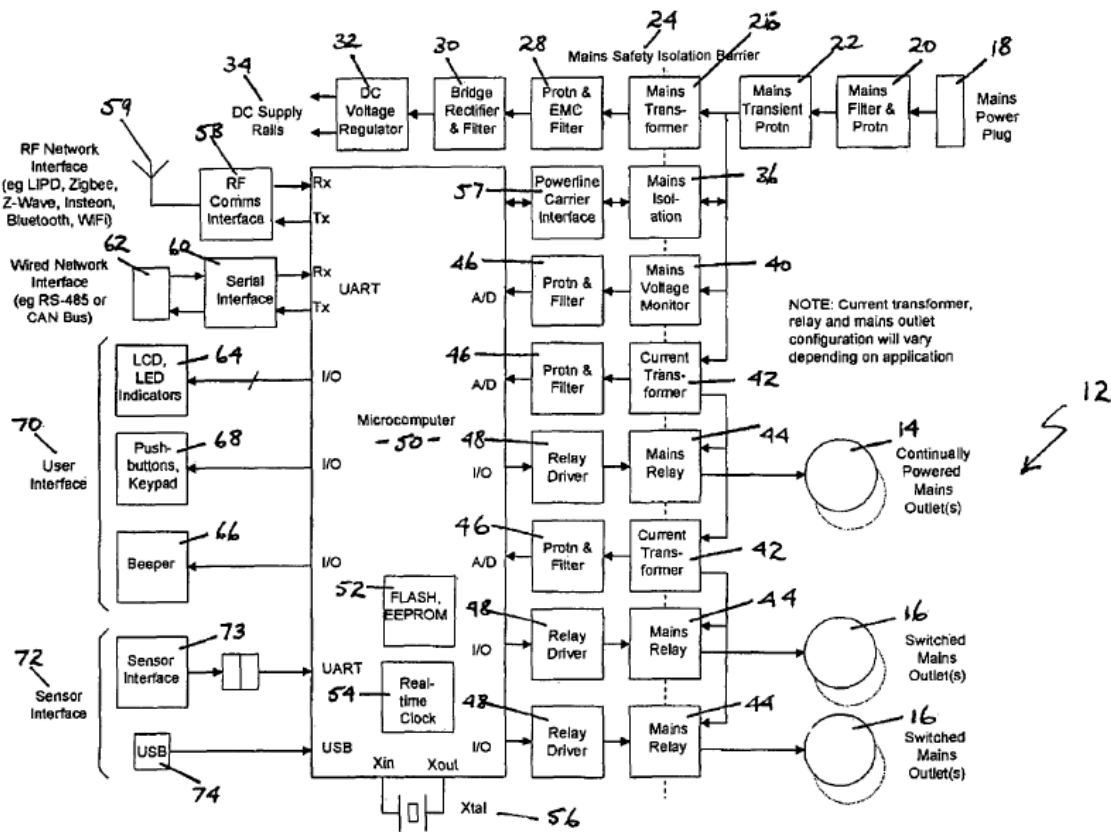 24
26
34
32
30
28
Mains Safety Isolation Barrier
22
20
18
DC Supply
Rails
DC
Voltage
Regulator
Bridge
Rectifier
& Filter
Protn &
EMC
Filter
Mains
Trans-
former
Mains
Transient
Protn
Mains
Filter &
Protn
Mains
Power
Plug
59
58
RF Network
Interface
(eg LIPD, Zigbee,
Z-Wave, Insteon,
Bluetooth, WiFi)
RF
Comms
Interface
Rx
Tx
57
Powerline
Carrier
Interface
Mains
Isol-
ation
36
62
60
Wired Network
Interface
(eg RS-485 or
CAN Bus)
Serial
Interface
Rx
Tx
UART
46
A/D
Protn &
Filter
Mains
Voltage
Monitor
40
NOTE: Current transformer,
relay and mains outlet
configuration will vary
depending on application
LCD,
LED
Indicators
64
I/O
46
A/D
Protn &
Filter
Current
Trans-
former
42
12
70
User
Interface
Push-
buttons,
Keypad
68
I/O
Microcomputer
- 50 -
48
I/O
Relay
Driver
Mains
Relay
44
14
Continually
Powered
Mains
Outlet(s)
Beeper
66
I/O
46
A/D
Protn &
Filter
Current
Trans-
former
42
52
FLASH,
EEPROM
48
I/O
Relay
Driver
Mains
Relay
44
16
Switched
Mains
Outlet(s)
72
Sensor
Interface
Sensor
Interface
73
UART
54
Real-
time
Clock
48
I/O
Relay
Driver
Mains
Relay
44
16
Switched
Mains
Outlet(s)
USB
74
USB
Xin
Xout
Xtal
56